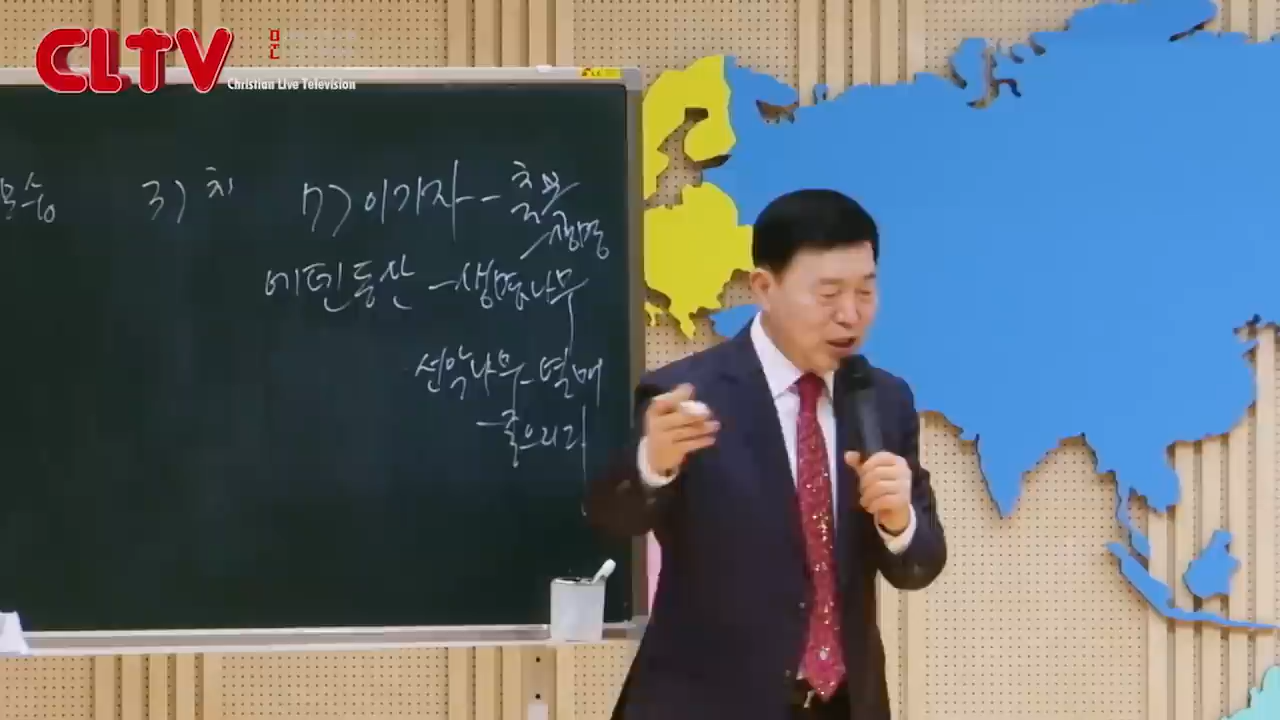 CLTV
Christian Live Television
3) 치 7) 이기자 - 축복
생명
에덴동산 - 생명나무
선악나무 - 열매
- 죽으리라